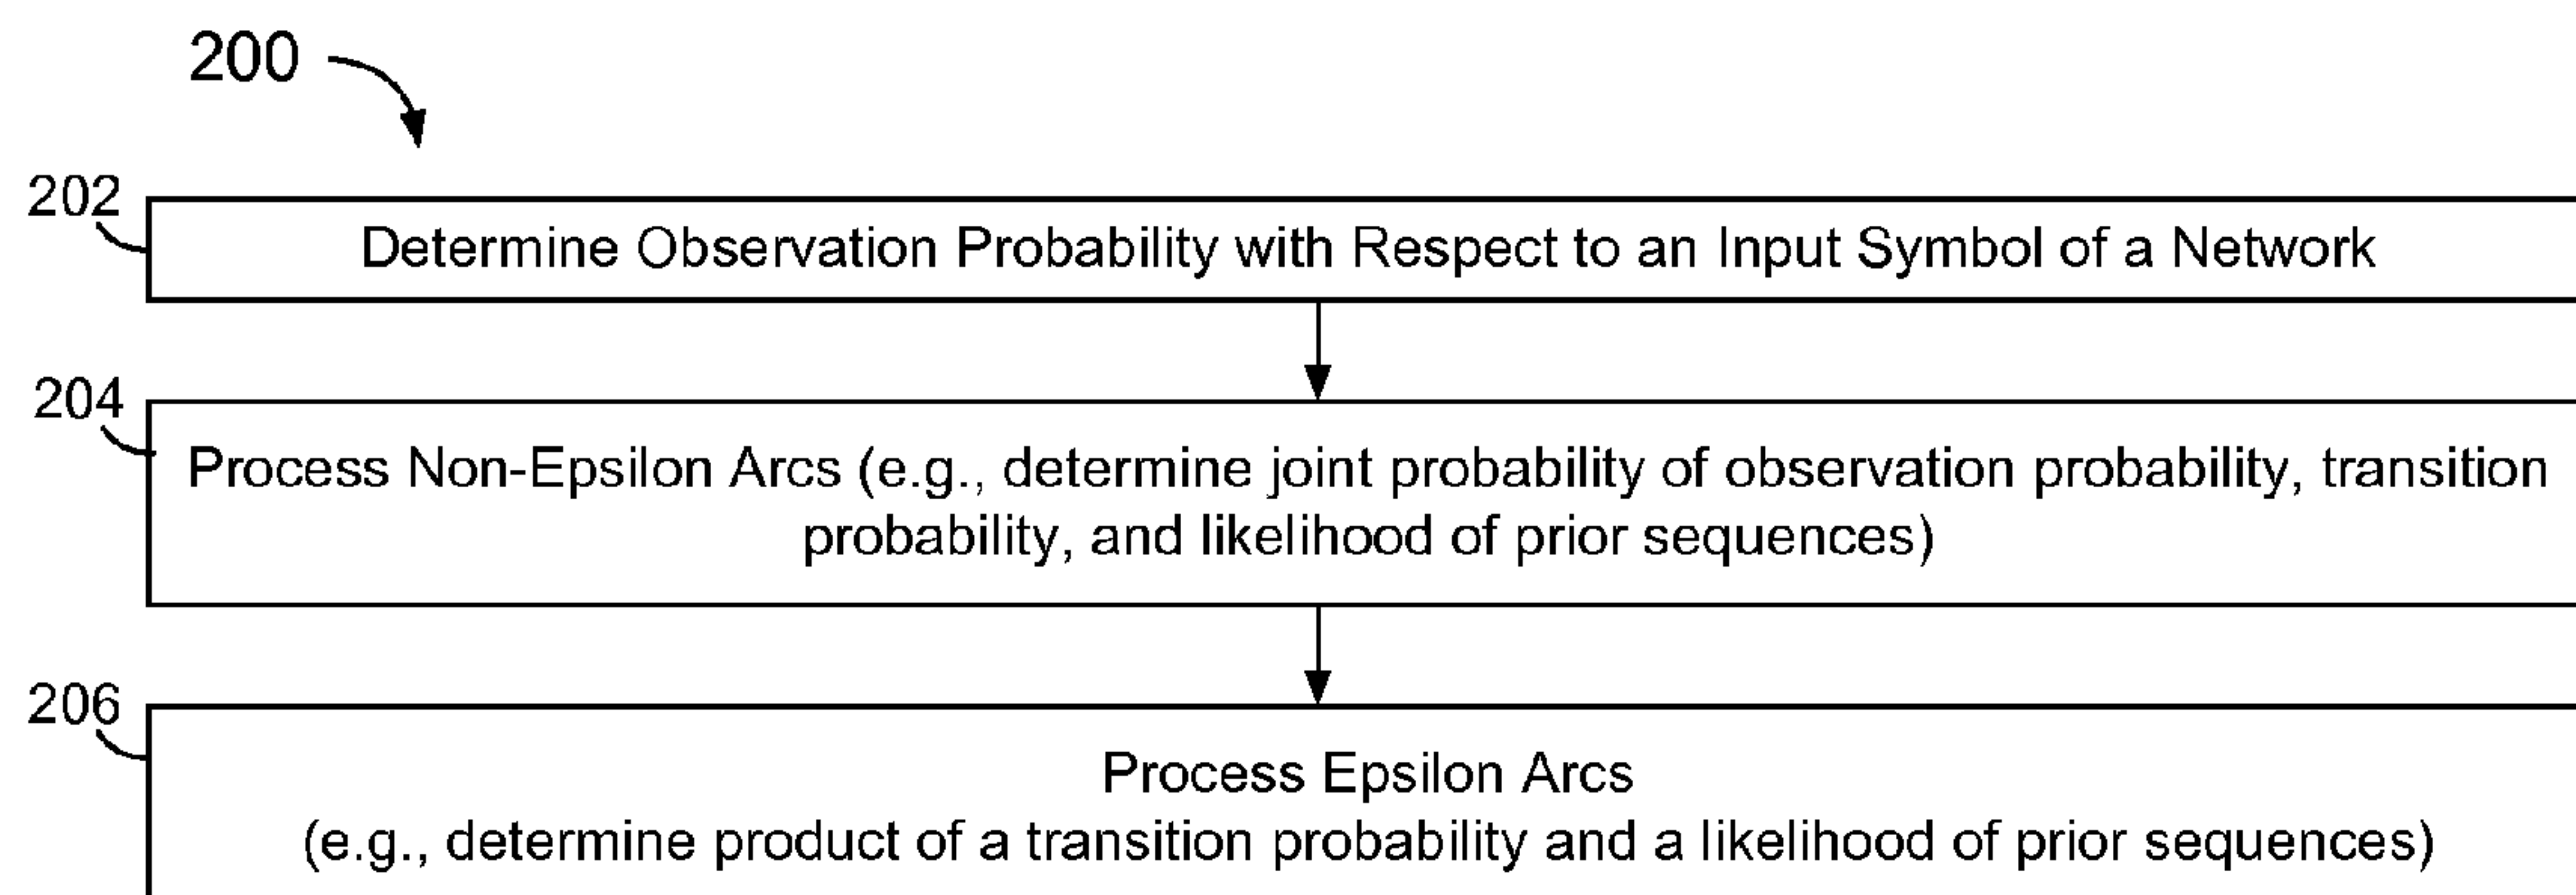 200
202
Determine Observation Probability with Respect to an Input Symbol of a Network
204
Process Non-Epsilon Arcs (e.g., determine joint probability of observation probability, transition
probability, and likelihood of prior sequences)
206
Process Epsilon Arcs
(e.g., determine product of a transition probability and a likelihood of prior sequences)